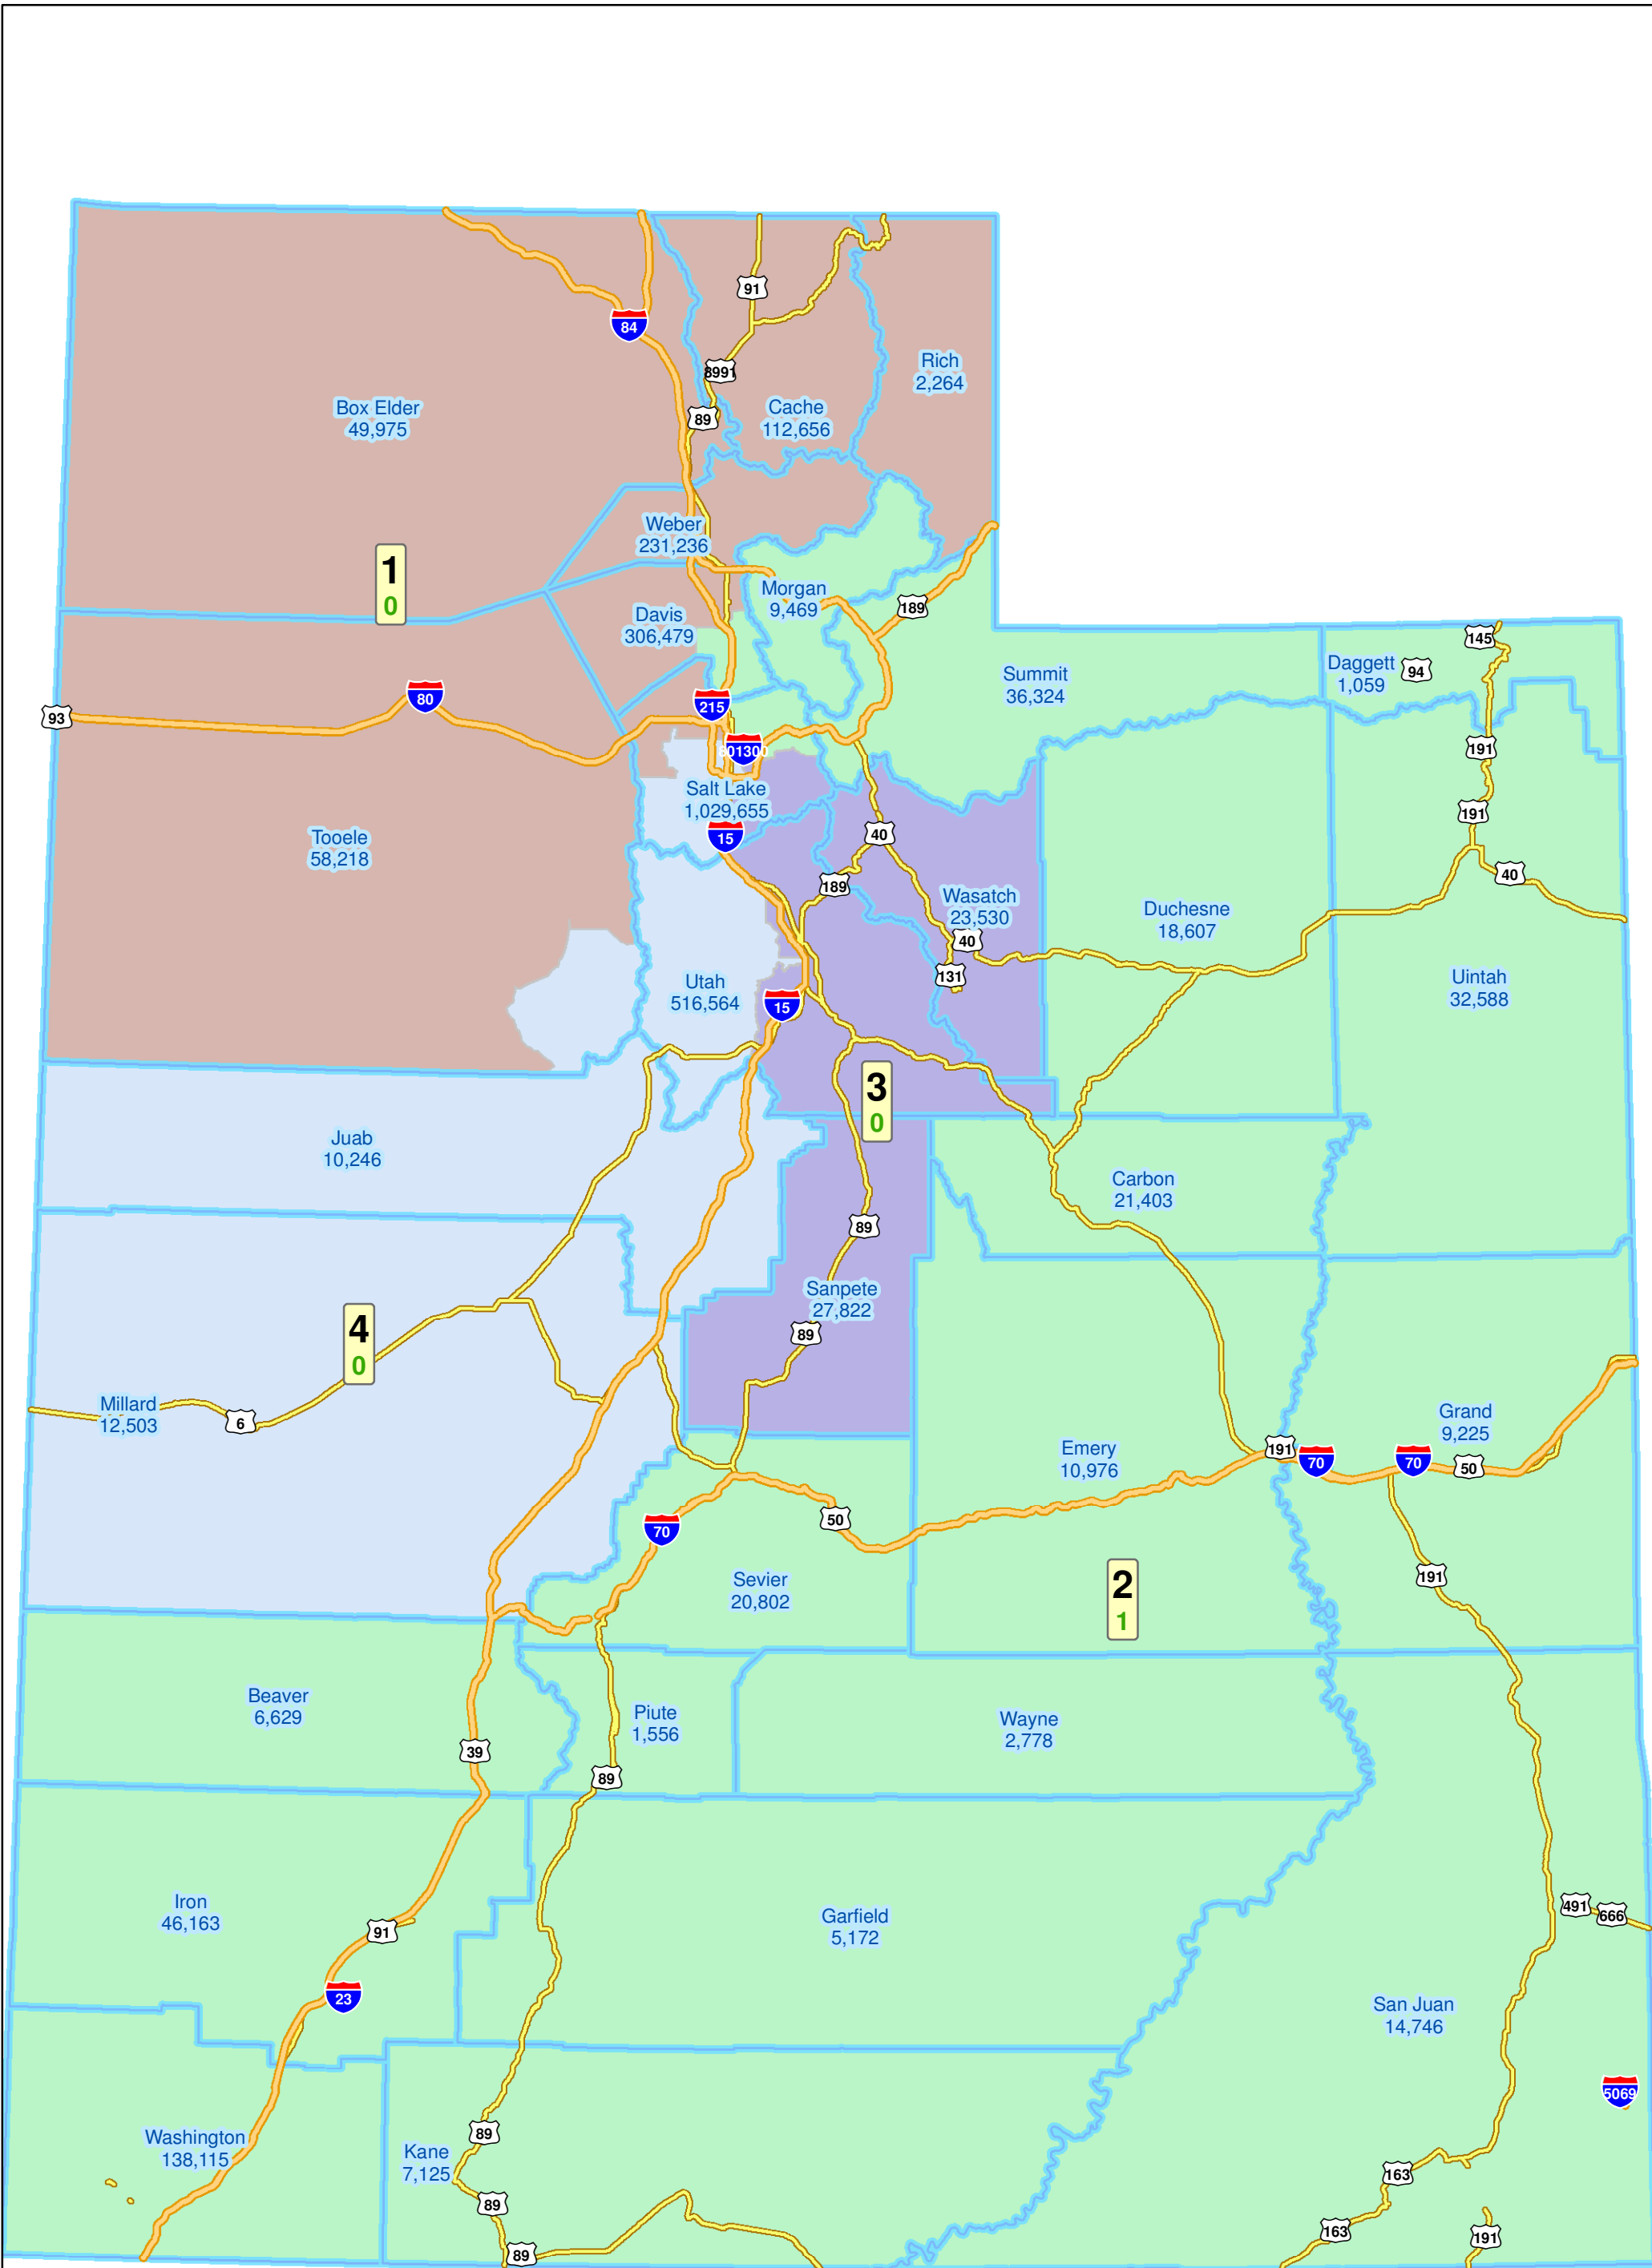 91
84
8991
Rich
2,264
Box Elder
49,975
Cache
112,656
89
Weber
231,236
1
0
Morgan
9,469
189
Davis
306,479
145
Daggett
1,059
94
Summit
36,324
80
215
93
191
Salt Lake
1,029,655
191
15
40
Tooele
58,218
40
189
Wasatch
23,530
Duchesne
18,607
40
131
Utah
516,564
Uintah
32,588
15
3
0
Juab
10,246
Carbon
21,403
89
Sanpete
27,822
4
0
89
Millard
12,503
6
Grand
9,225
Emery
10,976
191
70
70
50
50
70
191
Sevier
20,802
2
1
Beaver
6,629
Piute
1,556
Wayne
2,778
39
89
Iron
46,163
491
666
Garfield
5,172
91
23
San Juan
14,746
5069
Washington
138,115
89
Kane
7,125
163
89
163
191
89